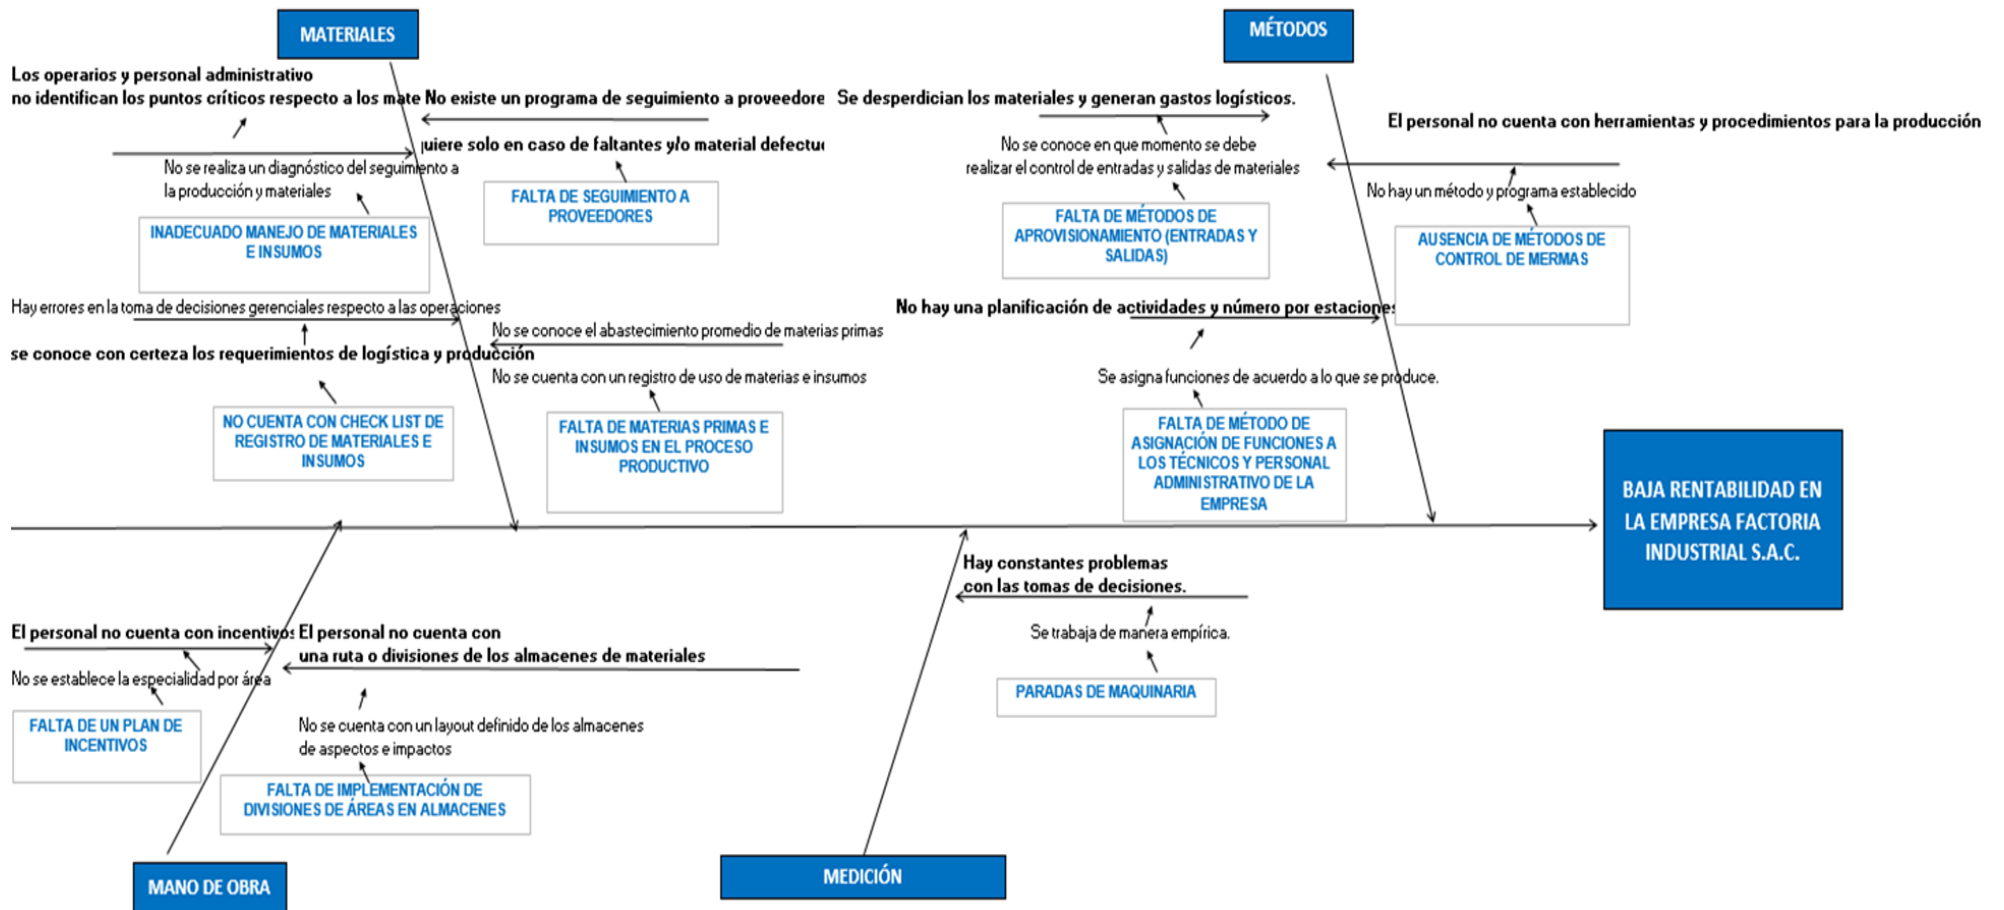 MATERIALES
MÉTODOS
Los operarios y personal administrativo
no identifican los puntos críticos respecto a los mate
No existe un programa de seguimiento a proveedore
Se desperdician los materiales y generan gastos logísticos.
El personal no cuenta con herramientas y procedimientos para la producción
uiere solo en caso de faltantes y/o material defectu
No se conoce en que momento se debe
realizar el control de entradas y salidas de materiales
No se realiza un diagnóstico del seguimiento a
la producción y materiales
No hay un método y programa establecido
FALTA DE SEGUIMIENTO A
PROVEEDORES
INADECUADO MANEJO DE MATERIALES
E INSUMOS
FALTA DE MÉTODOS DE
APROVISIONAMIENTO (ENTRADAS Y
SALIDAS)
AUSENCIA DE MÉTODOS DE
CONTROL DE MERMAS
Hay errores en la toma de decisiones gerenciales respecto a las operaciones
No hay una planificación de actividades y número por estaciones
No se conoce el abastecimiento promedio de materias primas
se conoce con certeza los requerimientos de logística y producción
No se cuenta con un registro de uso de materias e insumos
Se asigna funciones de acuerdo a lo que se produce.
NO CUENTA CON CHECK LIST DE
REGISTRO DE MATERIALES E
INSUMOS
FALTA DE MATERIAS PRIMAS E
INSUMOS EN EL PROCESO
PRODUCTIVO
FALTA DE MÉTODO DE
ASIGNACIÓN DE FUNCIONES A
LOS TÉCNICOS Y PERSONAL
ADMINISTRATIVO DE LA
EMPRESA
BAJA RENTABILIDAD EN
LA EMPRESA FACTORIA
INDUSTRIAL S.A.C.
Hay constantes problemas
con las tomas de decisiones.
El personal no cuenta con incentivos
El personal no cuenta con
una ruta o divisiones de los almacenes de materiales
Se trabaja de manera empírica.
No se establece la especialidad por área
PARADAS DE MAQUINARIA
FALTA DE UN PLAN DE
INCENTIVOS
No se cuenta con un layout definido de los almacenes
de aspectos e impactos
FALTA DE IMPLEMENTACIÓN DE
DIVISIONES DE ÁREAS EN ALMACENES
MANO DE OBRA
MEDICIÓN